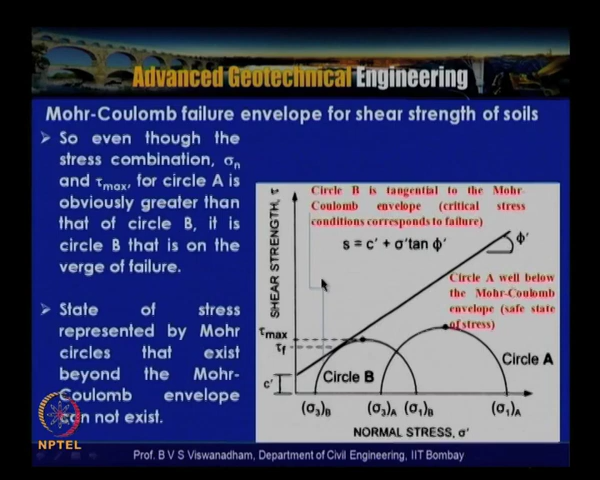 Advanced Geotechnical Engineering
Mohr-Coulomb failure envelope for shear strength of soils
➤ So even though the
stress combination, σn
and τmax, for circle A is
obviously greater than
that of circle B, it is
circle B that is on the
verge of failure.
➤ State of stress
represented by Mohr
circles that exist
beyond the Mohr-
Coulomb envelope
can not exist.
Circle B is tangential to the Mohr-
Coulomb envelope (critical stress
conditions corresponds to failure)
s = c' + σ'tan ϕ'
ϕ'
Circle A well below
the Mohr-Coulomb
envelope (safe state
of stress)
SHEAR STRENGTH, τ
τmax
τf
c'
Circle B
Circle A
(σ3)B
(σ3)A
(σ1)B
(σ1)A
NORMAL STRESS, σ'
NPTEL
Prof. B V S Viswanadham, Department of Civil Engineering, IIT Bombay